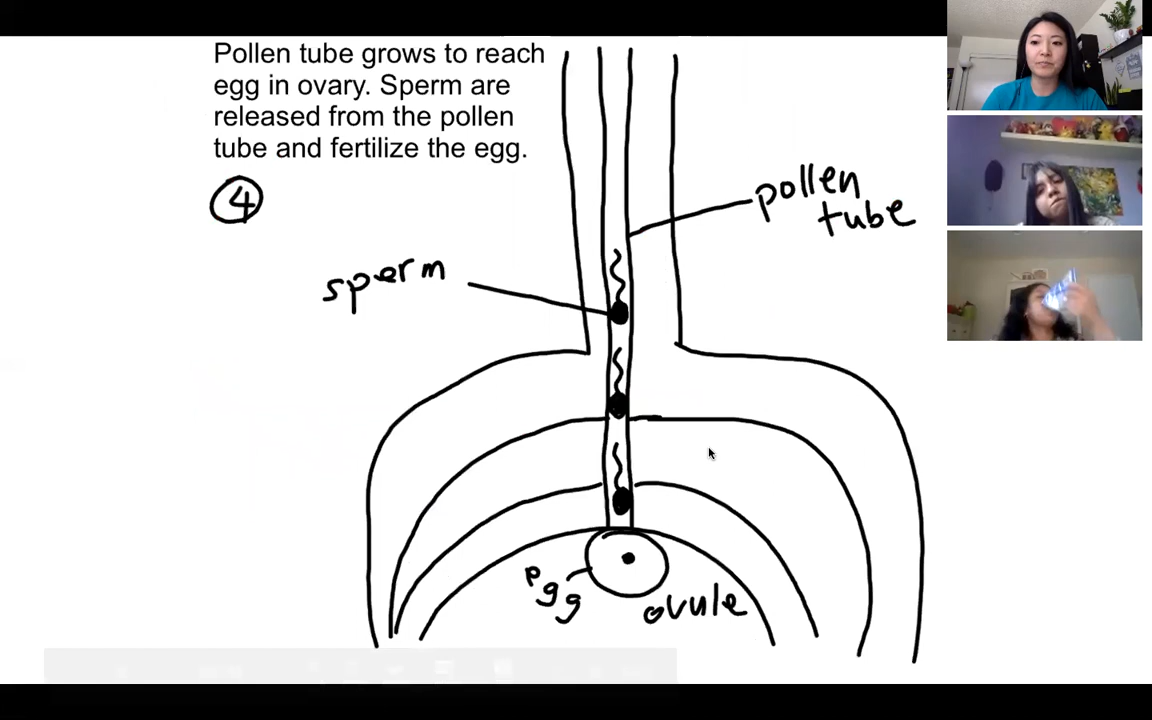 Pollen tube grows to reach
egg in ovary. Sperm are
released from the pollen
tube and fertilize the egg.
4
pollen
tube
sperm
egg
ovule